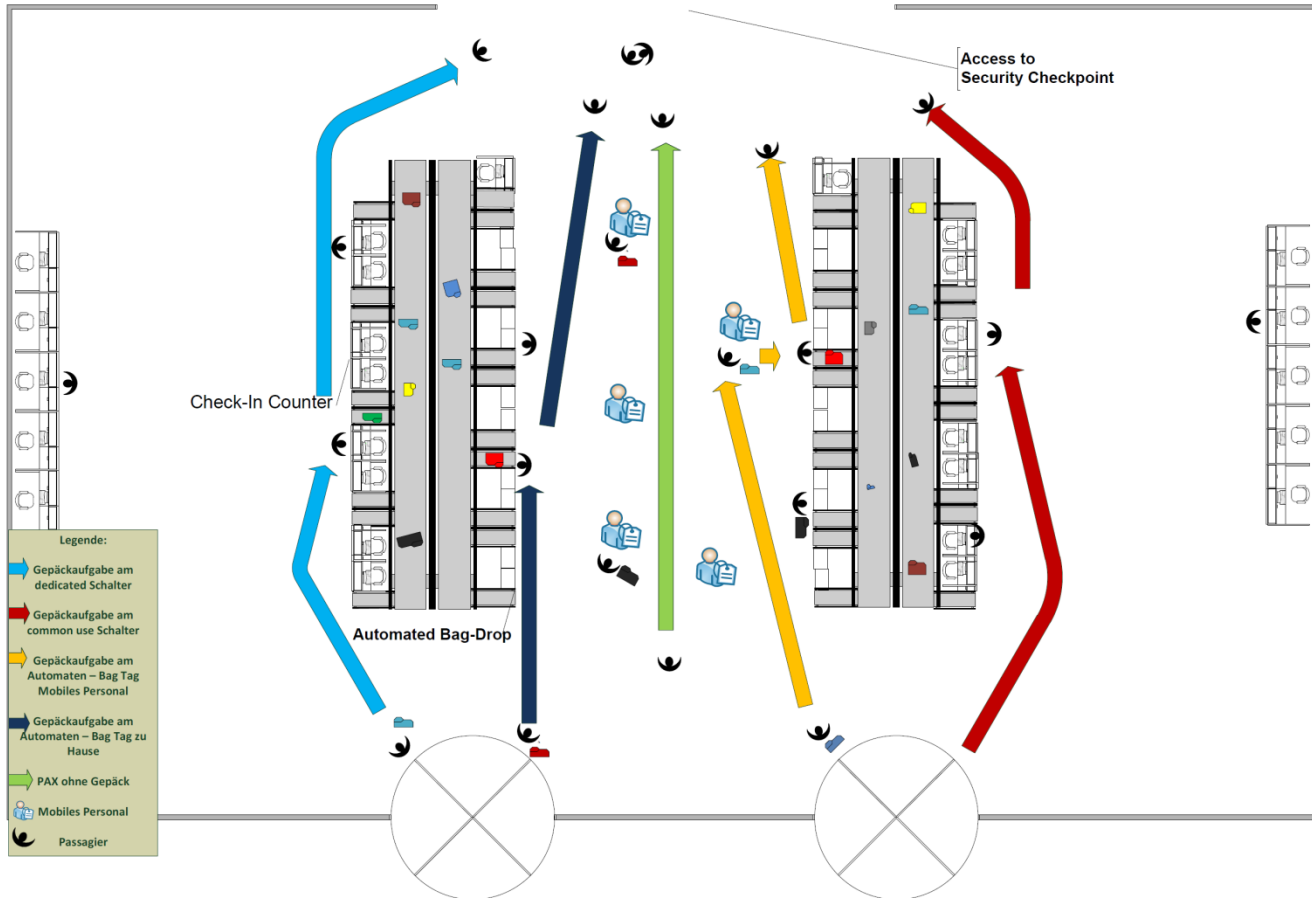 Access to
Security Checkpoint
Check-In Counter
Automated Bag-Drop
Legende:
Gepäckaufgabe am
dedicated Schalter
Gepäckaufgabe am
common use Schalter
Gepäckaufgabe am
Automaten – Bag Tag
Mobiles Personal
Gepäckaufgabe am
Automaten – Bag Tag zu
Hause
PAX ohne Gepäck
Mobiles Personal
Passagier